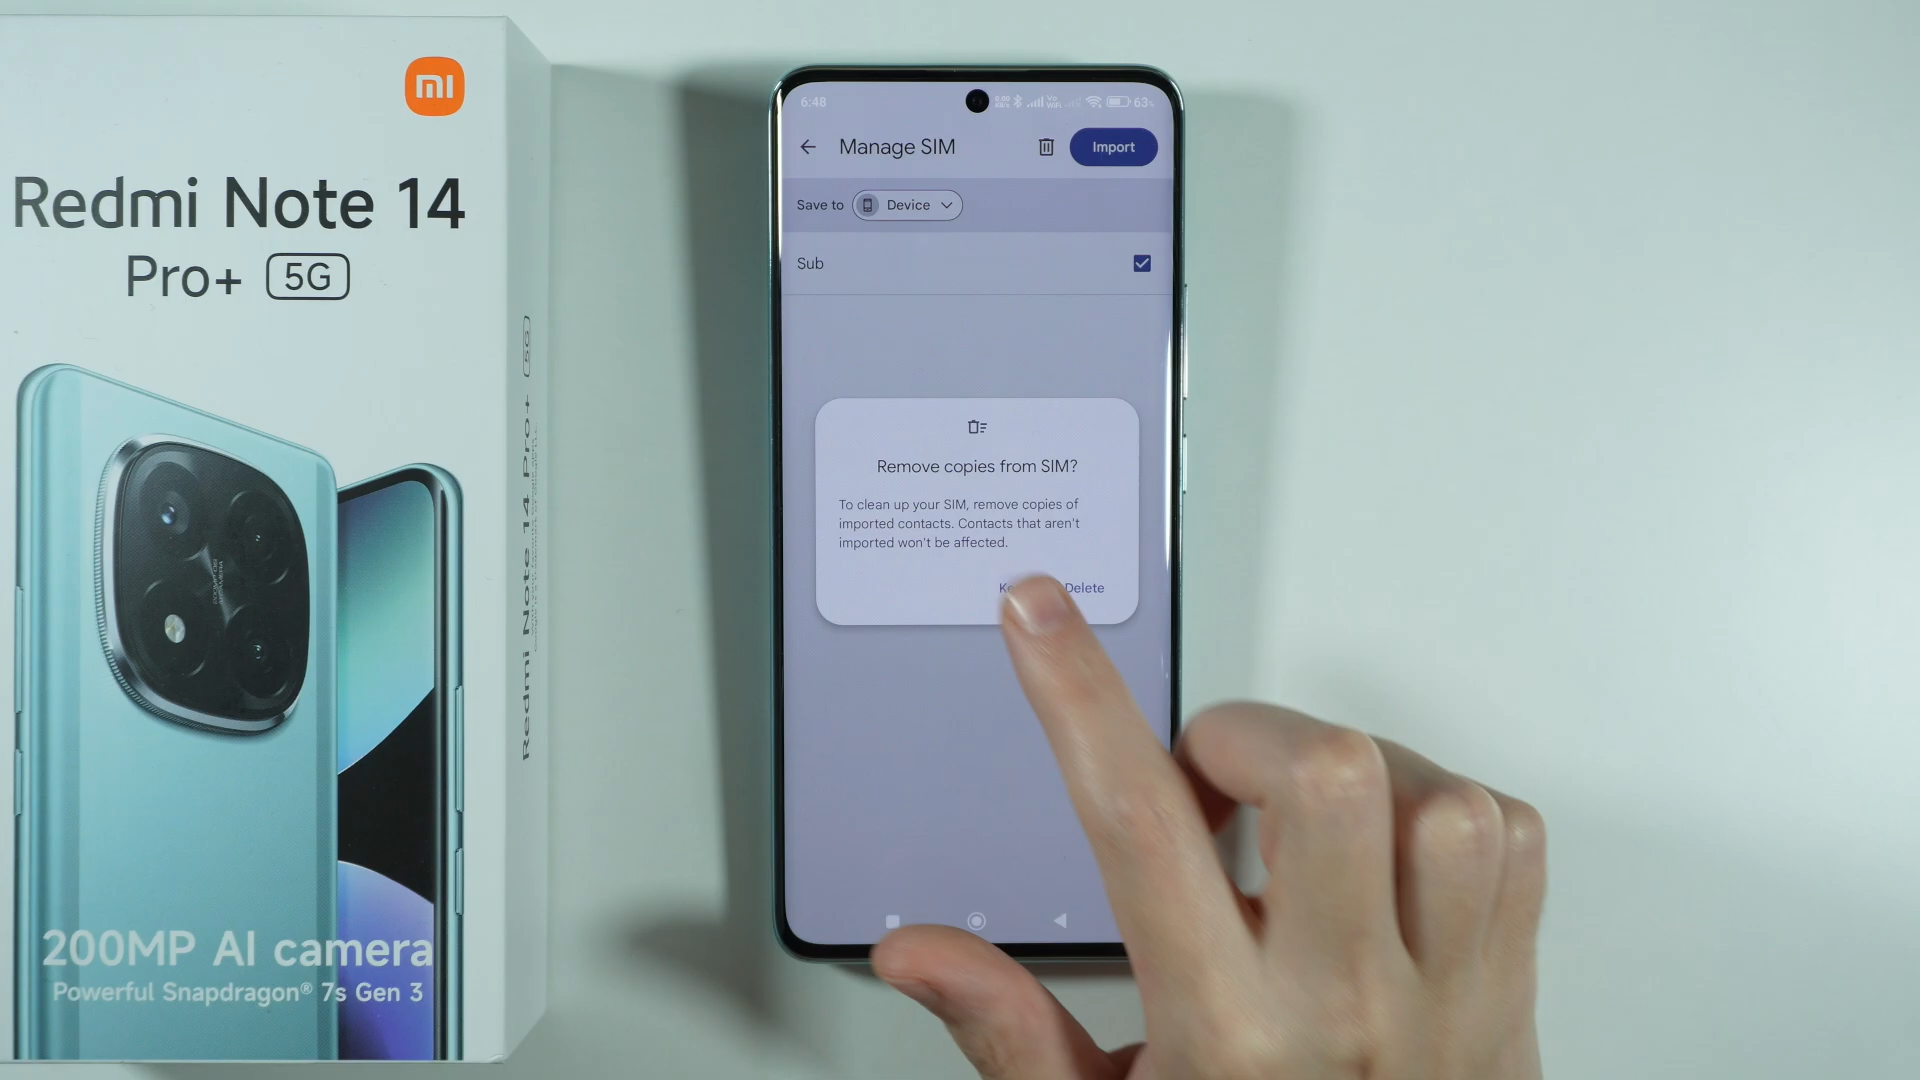 mi
Redmi Note 14
Pro+ 5G
200MP AI camera
Powerful Snapdragon® 7s Gen 3
Redmi Note 14 Pro+ 5G
6:48
63%
Manage SIM
Import
Save to
Device
Sub
Remove copies from SIM?
To clean up your SIM, remove copies of
imported contacts. Contacts that aren't
imported won't be affected.
Delete